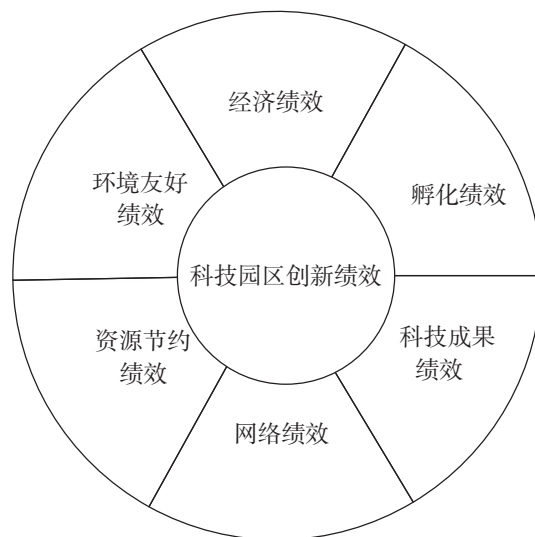 经济绩效
环境友好
绩效
孵化绩效
科技园区创新绩效
资源节约
绩效
科技成果
绩效
网络绩效